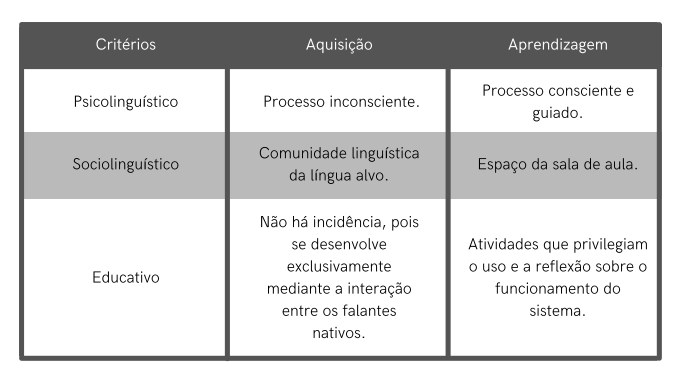 Critérios
Aquisição
Aprendizagem
Psicolinguístico
Processo inconsciente.
Processo consciente e
guiado.
Sociolinguístico
Comunidade linguística
da língua alvo.
Espaço da sala de aula.
Educativo
Não há incidência, pois
se desenvolve
exclusivamente
mediante a interação
entre os falantes
nativos.
Atividades que privilegiam
o uso e a reflexão sobre o
funcionamento do
sistema.